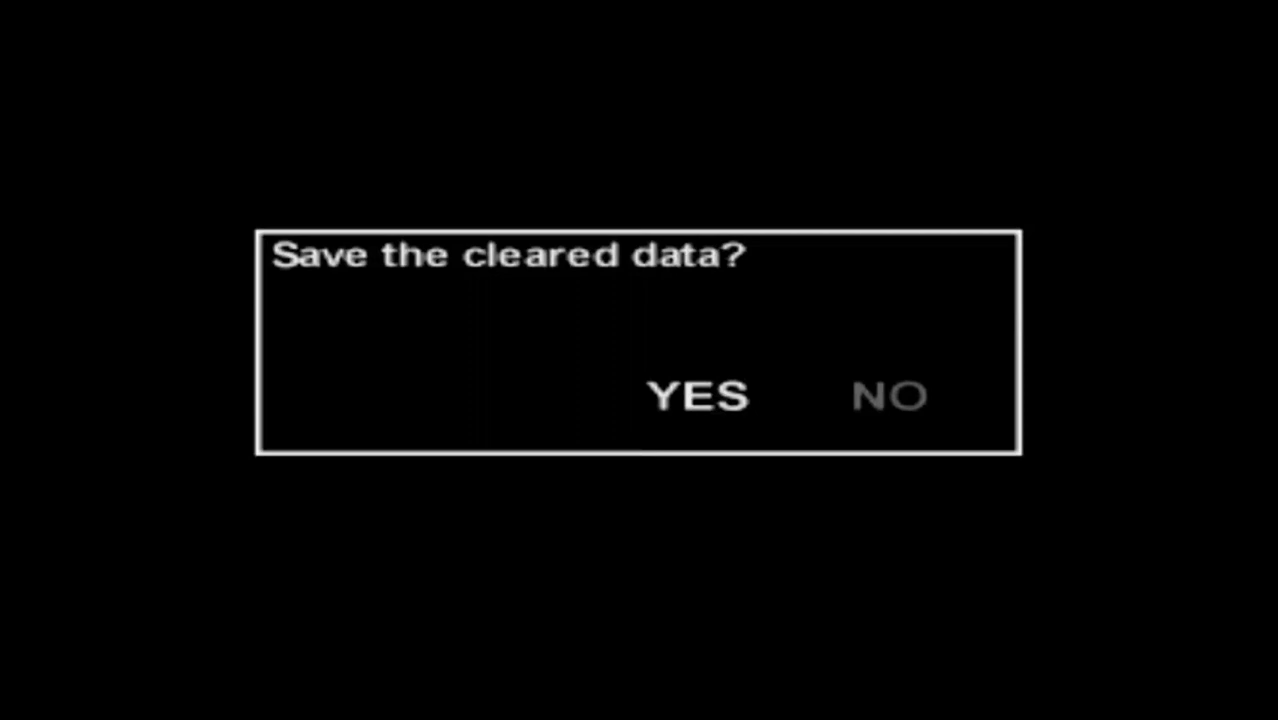 Save the cleared data?
YES NO